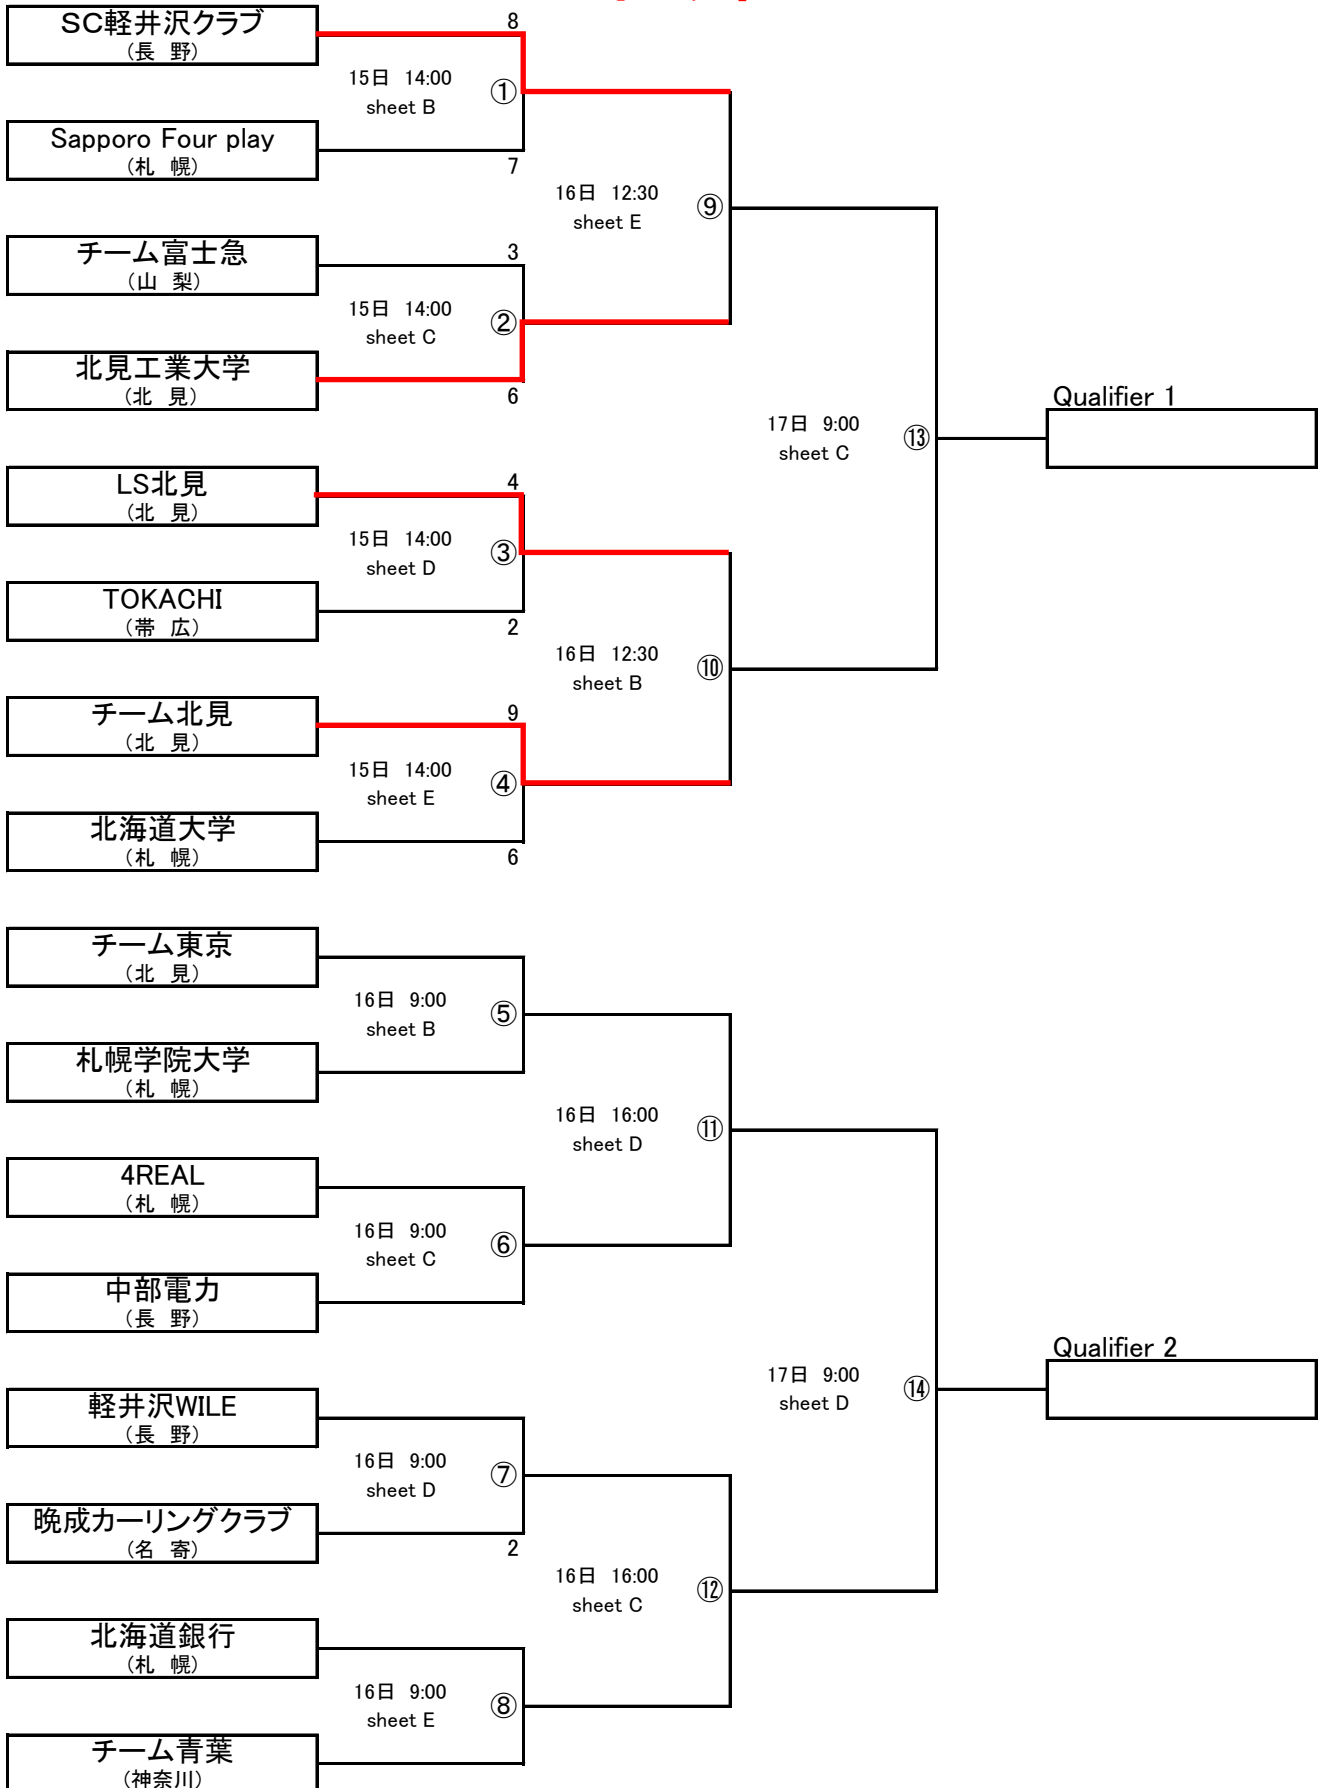 SC軽井沢クラブ
（長　野）
8
15日　14:00
sheet B
①
Sapporo Four play
（札　幌）
7
16日　12:30
sheet E
⑨
チーム富士急
（山　梨）
3
15日　14:00
sheet C
②
北見工業大学
（北　見）
6
17日　9:00
sheet C
⑬
Qualifier 1
LS北見
（北　見）
4
15日　14:00
sheet D
③
TOKACHI
（帯　広）
2
16日　12:30
sheet B
⑩
チーム北見
（北　見）
9
15日　14:00
sheet E
④
北海道大学
（札　幌）
6
チーム東京
（北　見）
16日　9:00
sheet B
⑤
札幌学院大学
（札　幌）
16日　16:00
sheet D
⑪
4REAL
（札　幌）
16日　9:00
sheet C
⑥
中部電力
（長　野）
17日　9:00
sheet D
⑭
Qualifier 2
軽井沢WILE
（長　野）
16日　9:00
sheet D
⑦
晩成カーリングクラブ
（名　寄）
2
16日　16:00
sheet C
⑫
北海道銀行
（札　幌）
16日　9:00
sheet E
⑧
チーム青葉
（神奈川）